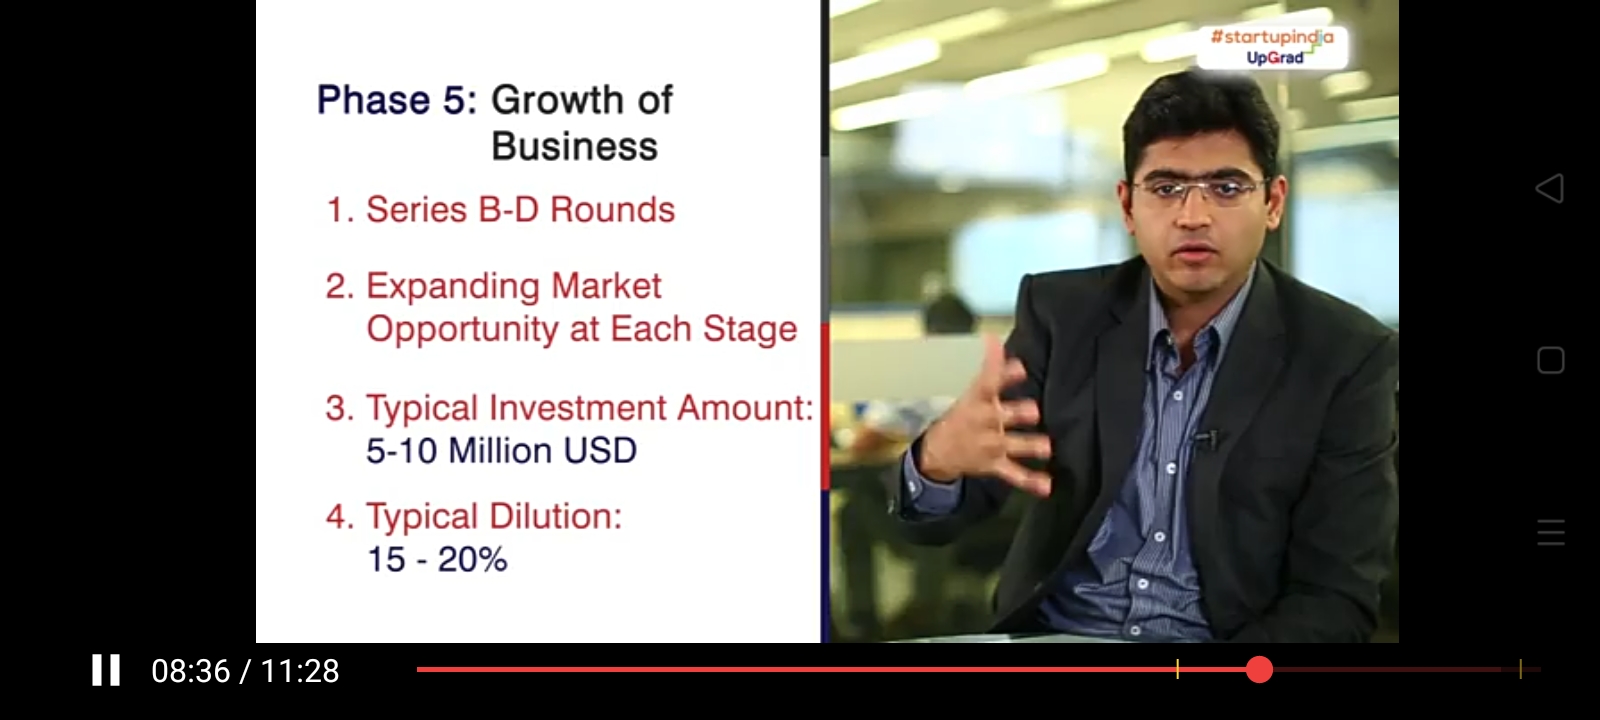 #startupindia
UpGrad
Phase 5: Growth of
Business
1. Series B-D Rounds
2. Expanding Market
Opportunity at Each Stage
3. Typical Investment Amount:
5-10 Million USD
4. Typical Dilution:
15 - 20%
08:36 / 11:28